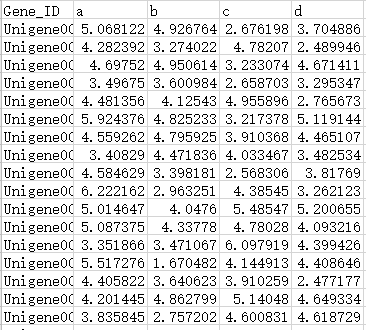 Gene_ID a b c d
Unigene00 5.068122 4.926764 2.676198 3.704886
Unigene00 4.282392 3.274022 4.78207 2.489946
Unigene00 4.69752 4.950614 3.233074 4.671411
Unigene00 3.49675 3.600984 2.658703 3.295347
Unigene00 4.481356 4.12543 4.955896 2.765673
Unigene00 5.924376 4.825233 3.217378 5.119144
Unigene00 4.559262 4.795925 3.910368 4.465107
Unigene00 3.40829 4.471836 4.033467 3.482534
Unigene00 4.584629 3.398181 2.568306 3.81769
Unigene00 6.222162 2.963251 4.38545 3.262123
Unigene00 5.014647 4.0476 5.48547 5.200655
Unigene00 5.087375 4.33778 4.78028 4.093216
Unigene00 3.351866 3.471067 6.097919 4.399426
Unigene00 5.517276 1.670482 4.144913 4.408646
Unigene00 4.405822 3.640623 3.910259 2.477177
Unigene00 4.201445 4.862799 5.14048 4.649334
Unigene00 3.835845 2.757202 4.600831 4.618729